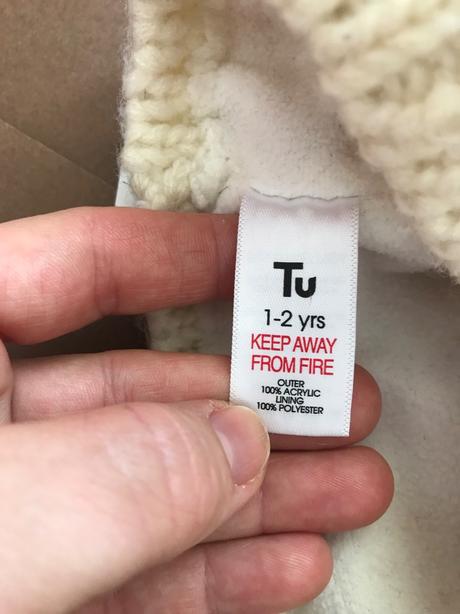 Tu
1-2 yrs
KEEP AWAY
FROM FIRE
OUTER
100% ACRYLIC
LINING
100% POLYESTER